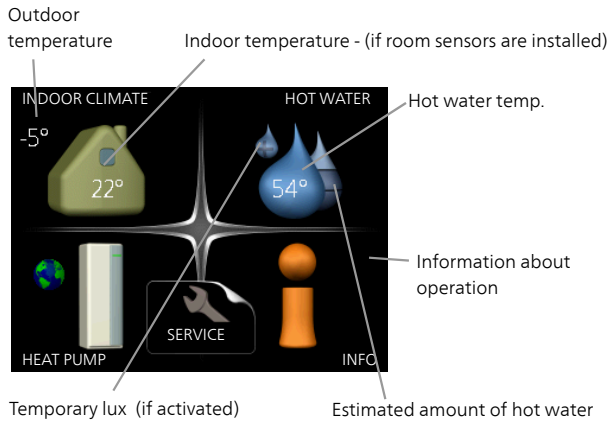 Outdoor
temperature
Indoor temperature - (if room sensors are installed)
INDOOR CLIMATE
HOT WATER
Hot water temp.
-5°
22°
54°
Information about
operation
SERVICE
HEAT PUMP
INFO
Temporary lux (if activated)
Estimated amount of hot water